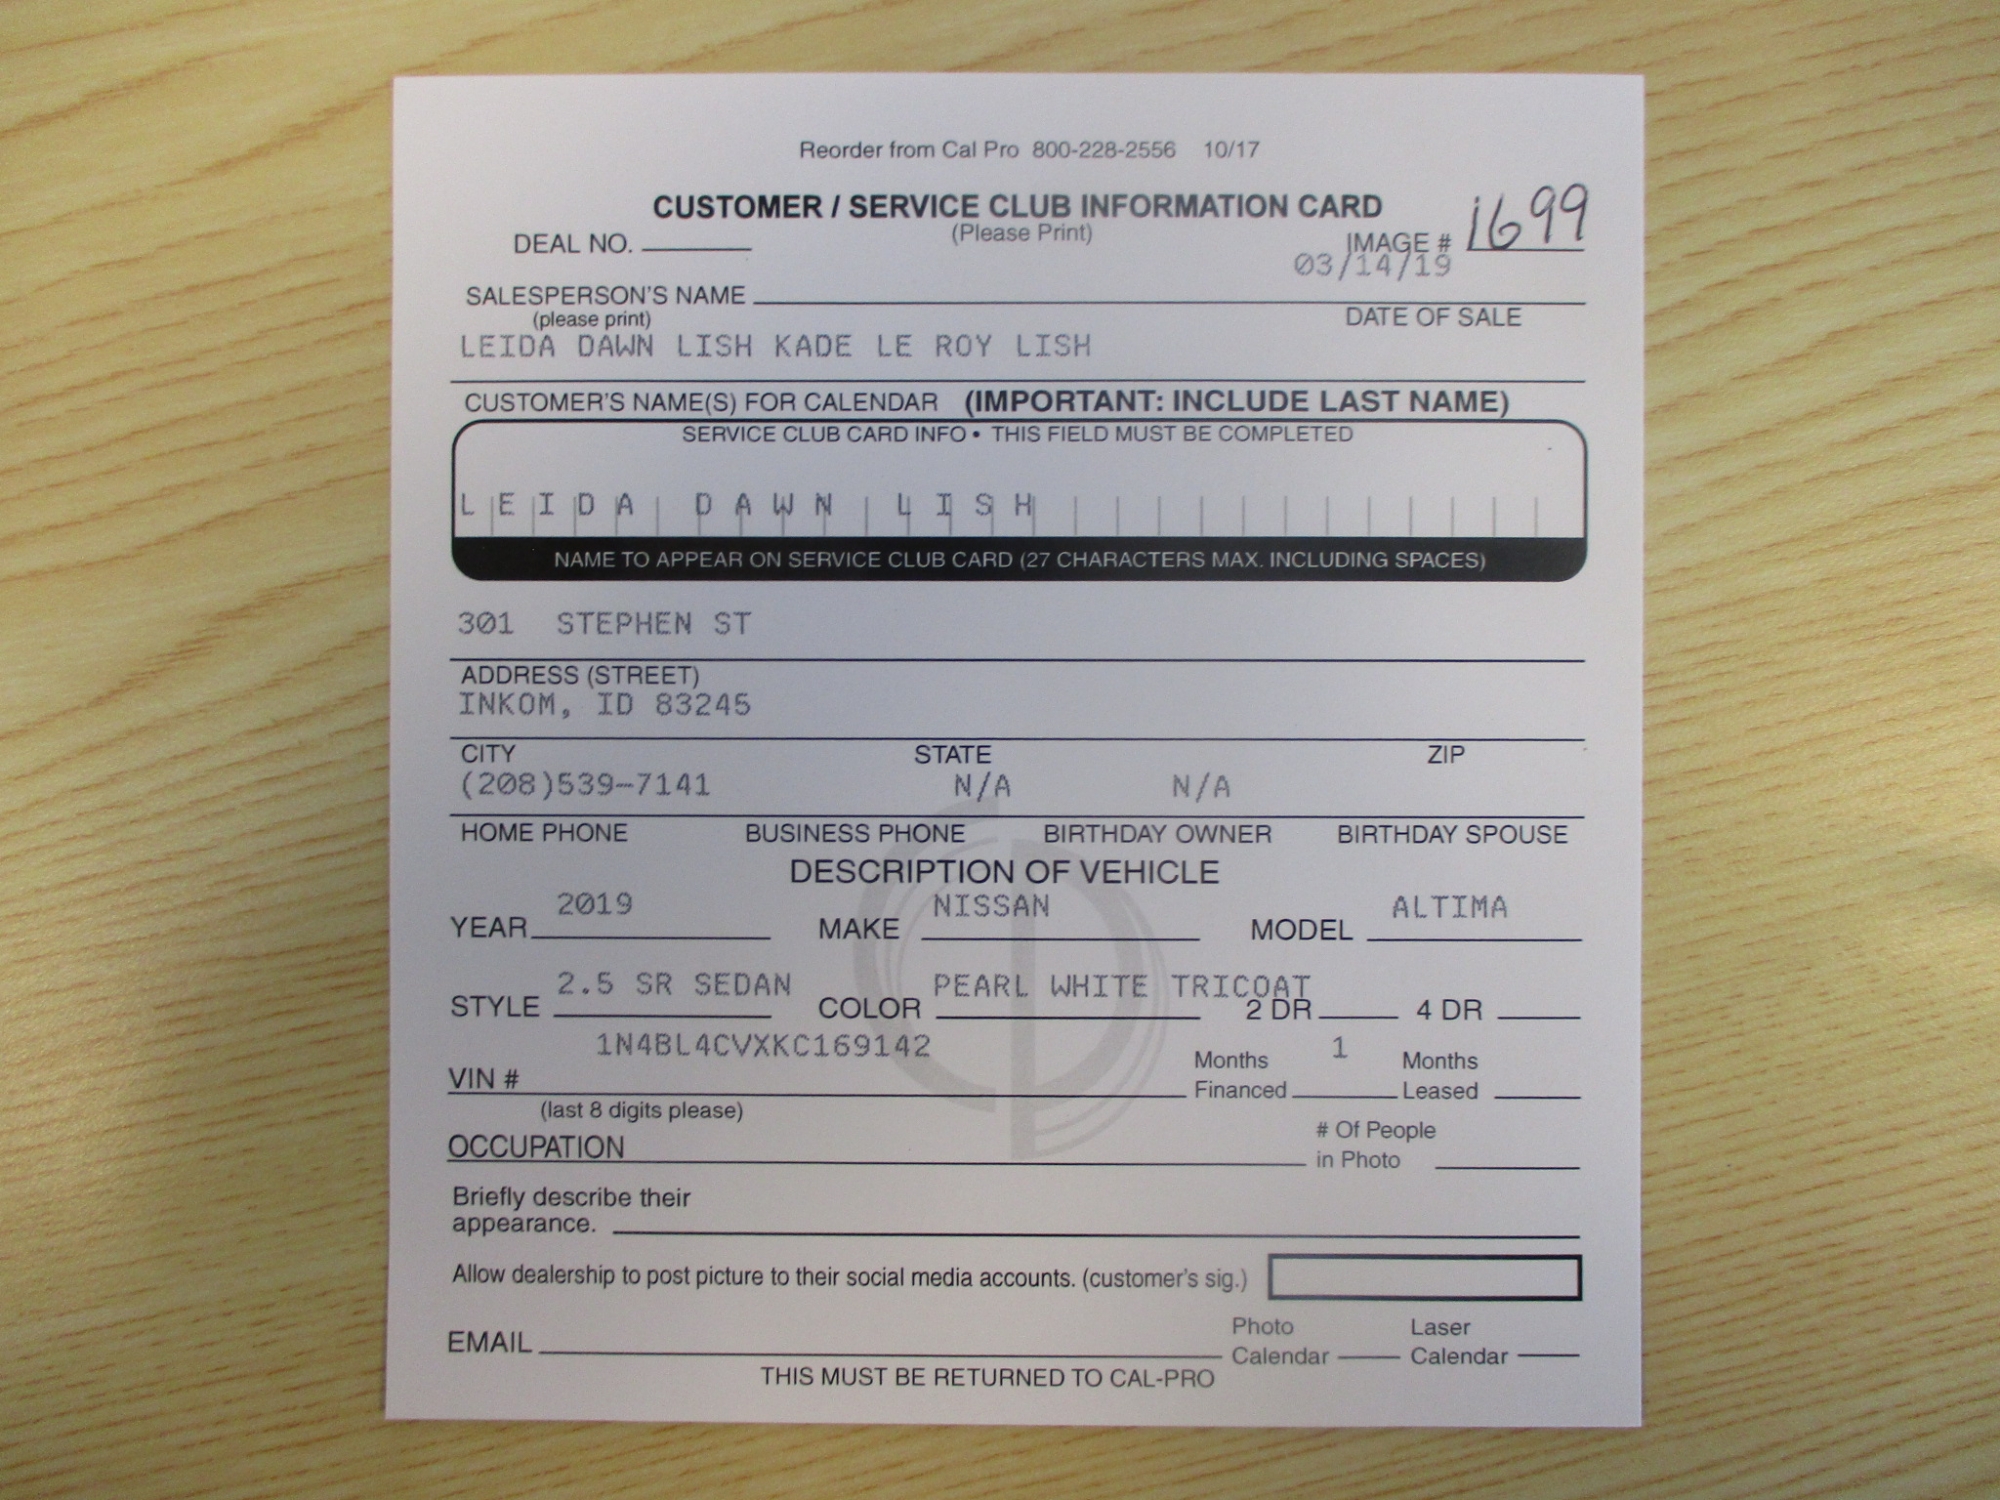 Reorder from Cal Pro 800-228-2556 10/17
CUSTOMER / SERVICE CLUB INFORMATION CARD
(Please Print)
DEAL NO. IMAGE # 1699
03/14/19
SALESPERSON'S NAME
(please print) DATE OF SALE
LEIDA DAWN LISH KADE LE ROY LISH
CUSTOMER'S NAME(S) FOR CALENDAR (IMPORTANT: INCLUDE LAST NAME)
SERVICE CLUB CARD INFO • THIS FIELD MUST BE COMPLETED
LEIDA DAWN LISH
NAME TO APPEAR ON SERVICE CLUB CARD (27 CHARACTERS MAX. INCLUDING SPACES)
301 STEPHEN ST
ADDRESS (STREET)
INKOM, ID 83245
CITY STATE ZIP
(208)539-7141 N/A N/A
HOME PHONE BUSINESS PHONE BIRTHDAY OWNER BIRTHDAY SPOUSE
DESCRIPTION OF VEHICLE
YEAR 2019 MAKE NISSAN MODEL ALTIMA
STYLE 2.5 SR SEDAN COLOR PEARL WHITE TRICOAT 2 DR 4 DR
VIN # 1N4BL4CVXKC169142 Months Financed 1 Months Leased
(last 8 digits please)
OCCUPATION # Of People in Photo
Briefly describe their
appearance.
Allow dealership to post picture to their social media accounts. (customer's sig.)
EMAIL Photo Calendar Laser Calendar
THIS MUST BE RETURNED TO CAL-PRO